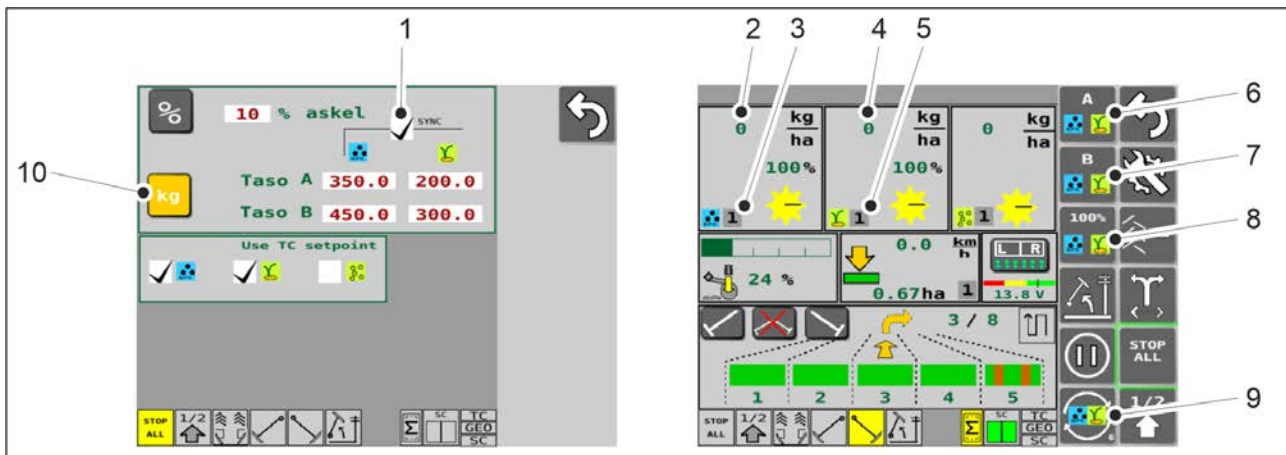 1
2
3
4
5
6
7
8
9
10
%
10 % askel
SYNC
kg
Taso A 350.0 200.0
Taso B 450.0 300.0
Use TC setpoint
STOP ALL
1/2
Σ
SC
TC
GEO
SC
0 kg/ha
100%
1
0 kg/ha
100%
1
0 kg/ha
1
24 %
0.0 km/h
0.67ha 1
L R
13.8 V
3 / 8
1 2 3 4 5
STOP ALL
1/2
Σ
SC
TC
GEO
SC
A
B
100%
STOP ALL
1/2